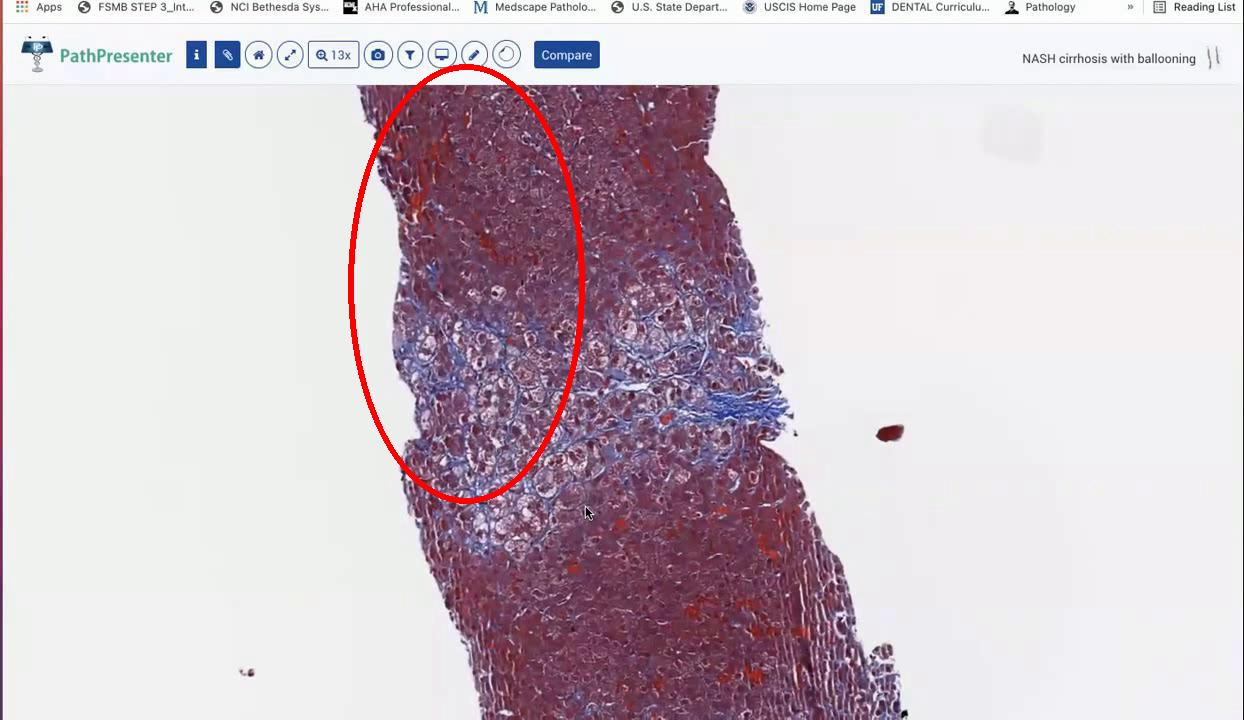 Apps FSMB STEP 3_Int... NCI Bethesda Sys... AHA Professional... Medscape Patholo... U.S. State Depart... USCIS Home Page UF DENTAL Curriculu... Pathology » Reading List
PathPresenter i 13x Compare NASH cirrhosis with ballooning